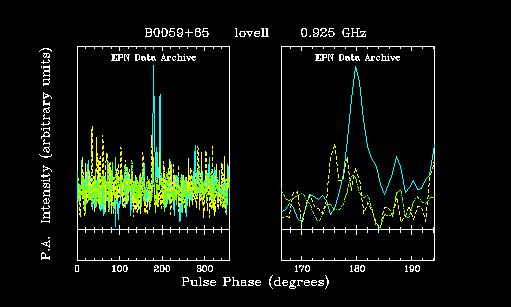 B0059+65 lovell 0.925 GHz
EPN Data Archive EPN Data Archive
P.A. Intensity (arbitrary units)
0 100 200 300 170 180 190
Pulse Phase (degrees)